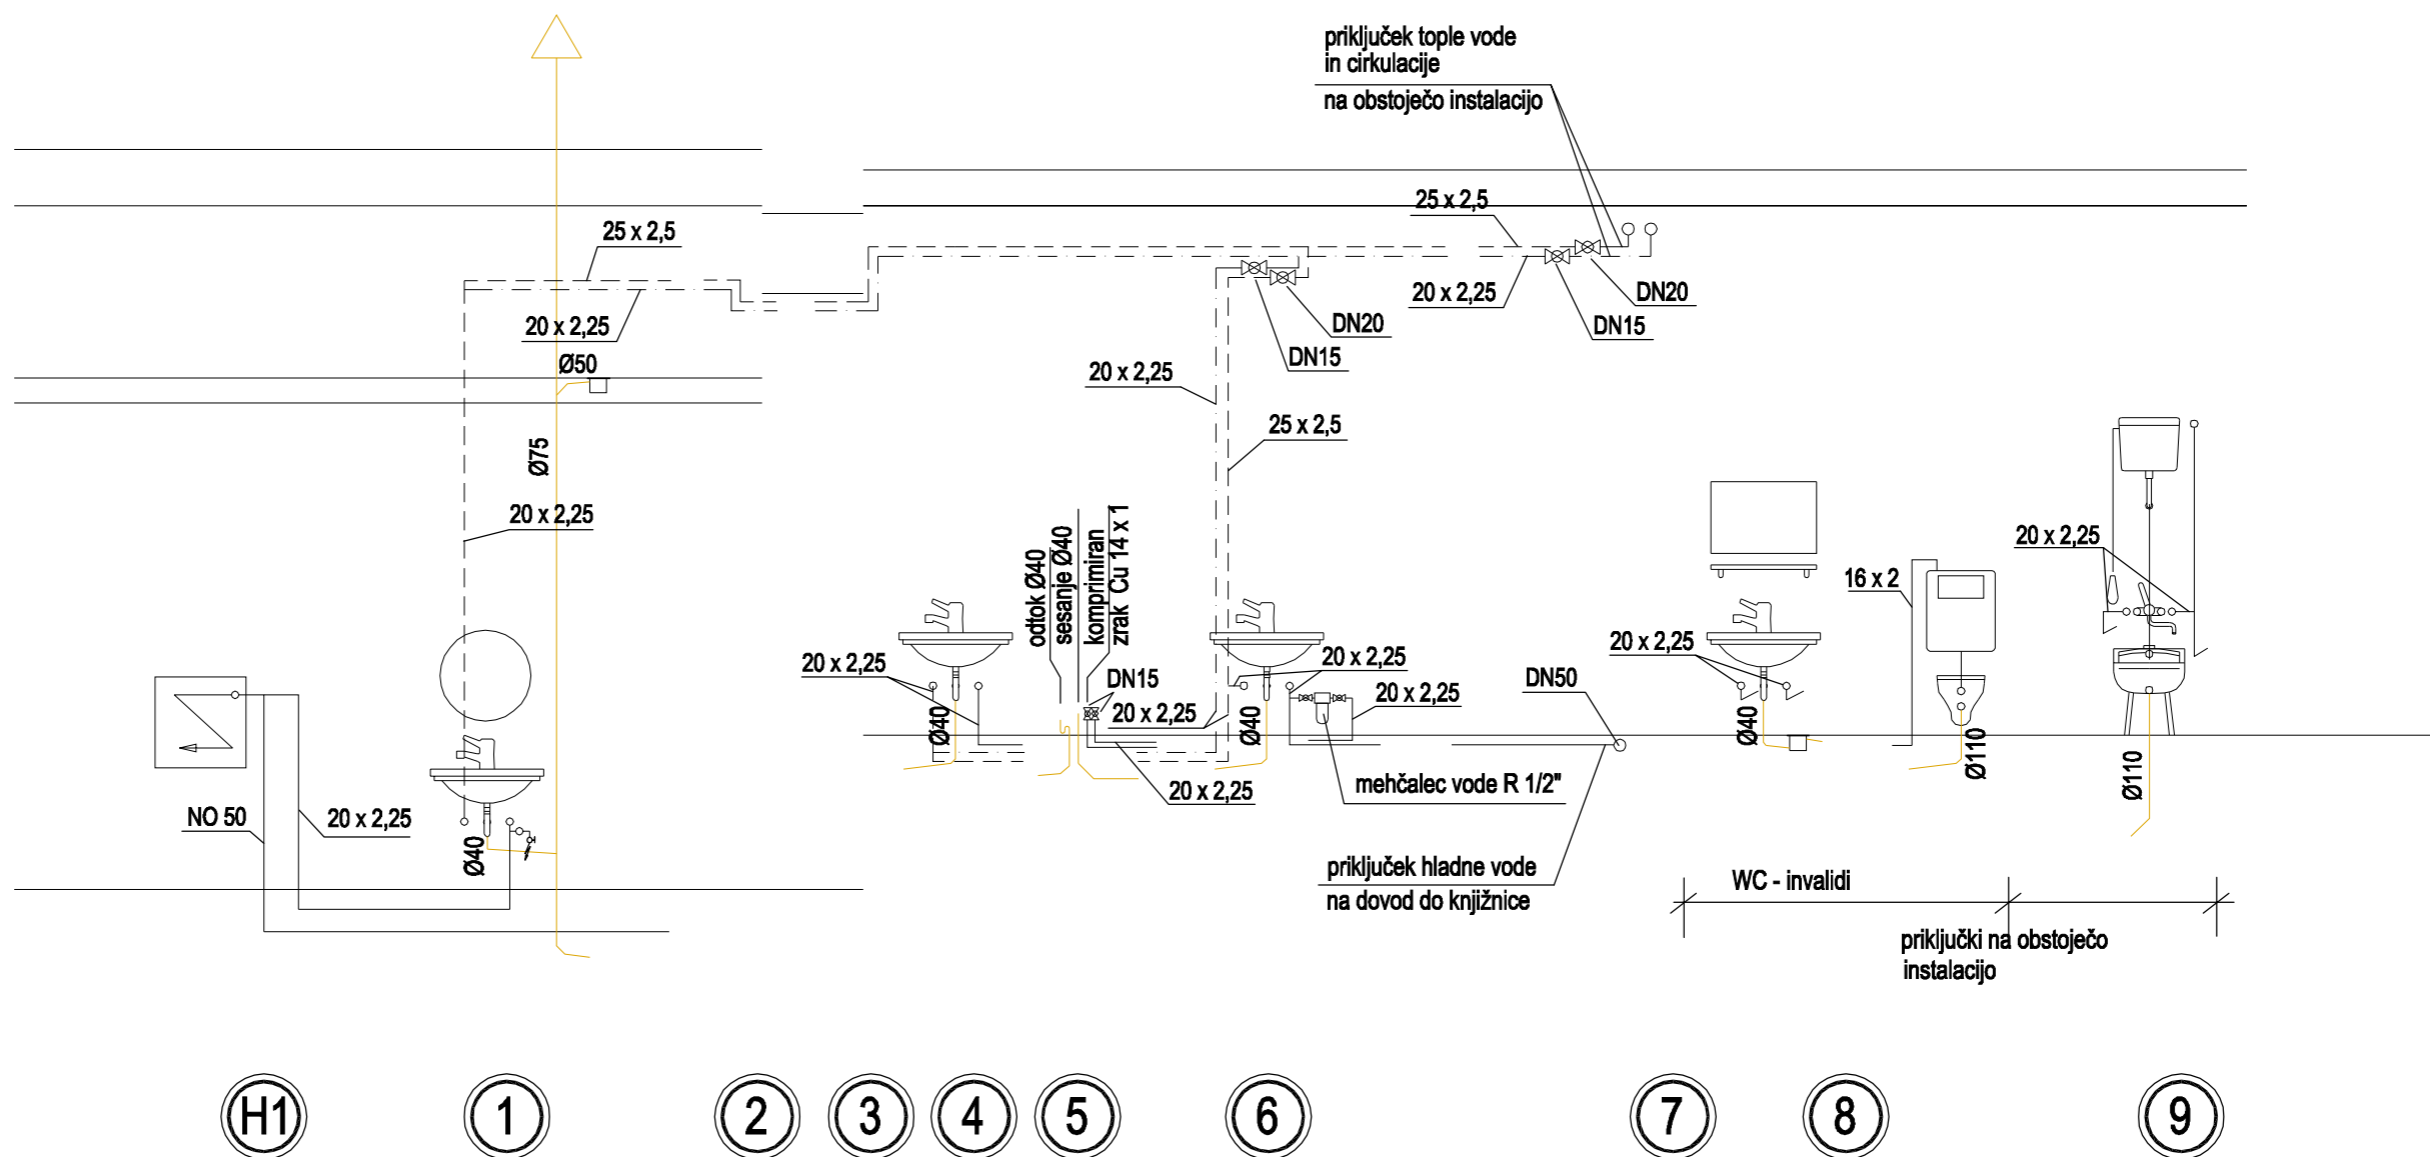 priključek tople vode
in cirkulacije
na obstoječo instalacijo
25 x 2,5
25 x 2,5
20 x 2,25
DN20
DN15
20 x 2,25
DN20
DN15
Ø50
20 x 2,25
25 x 2,5
Ø75
20 x 2,25
odtok Ø40
sesanje Ø40
komprimiran
zrak Cu 14 x 1
20 x 2,25
16 x 2
20 x 2,25
20 x 2,25
20 x 2,25
DN15
20 x 2,25
20 x 2,25
DN50
Ø40
Ø40
Ø40
Ø110
Ø110
20 x 2,25
mehčalec vode R 1/2"
NO 50
20 x 2,25
Ø40
priključek hladne vode
na dovod do knjižnice
WC - invalidi
priključki na obstoječo
instalacijo
H1
1
2
3
4
5
6
7
8
9